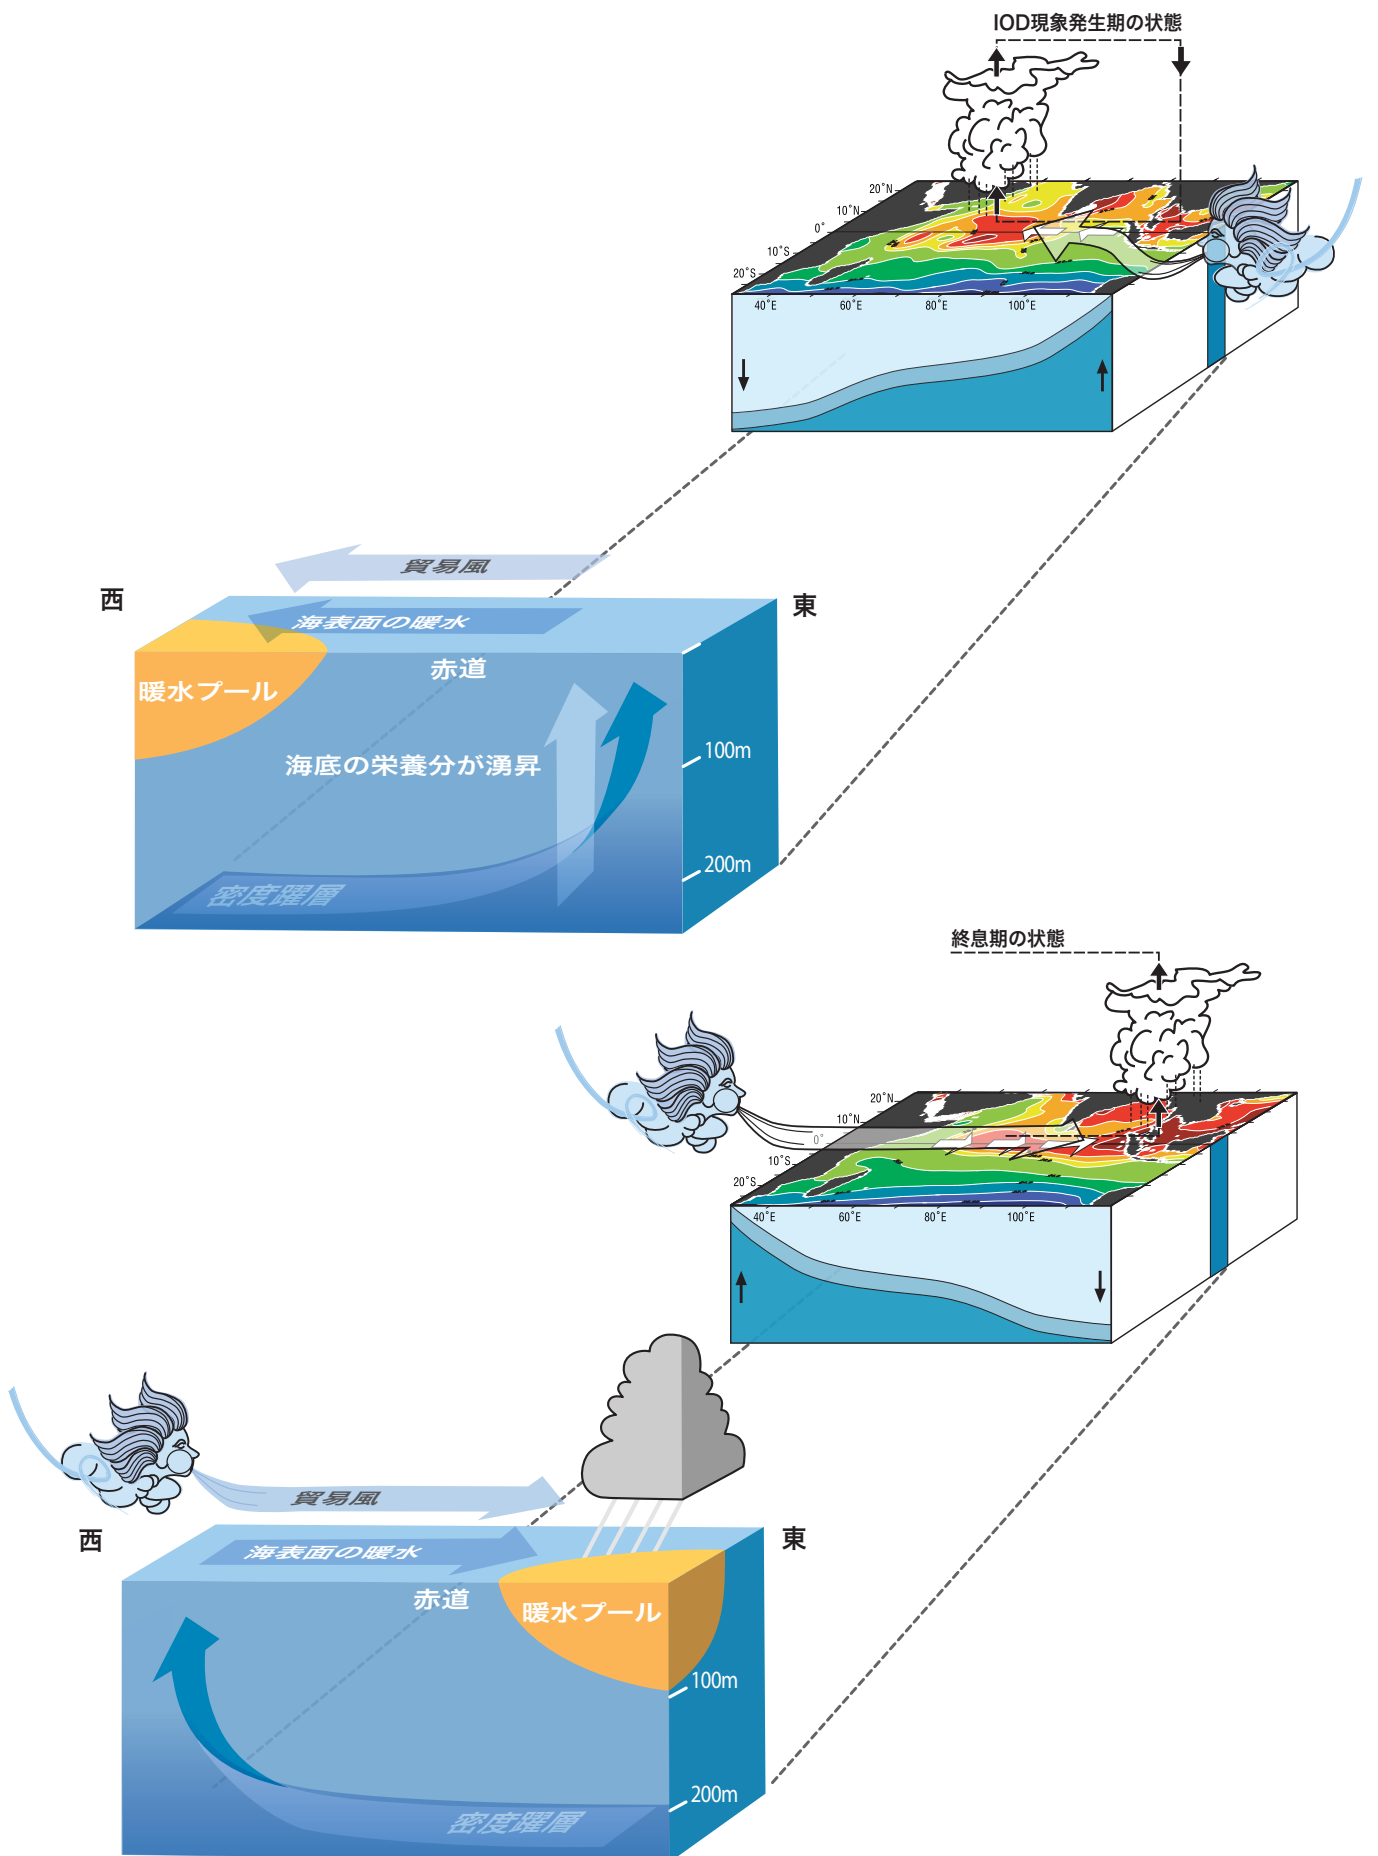 IOD現象発生期の状態
20˚N
10˚N
0˚
10˚S
20˚S
40˚E
60˚E
80˚E
100˚E
貿易風
西
東
海表面の暖水
赤道
暖水プール
100m
海底の栄養分が湧昇
200m
密度躍層
終息期の状態
20˚N
10˚N
0˚
10˚S
20˚S
40˚E
60˚E
80˚E
100˚E
貿易風
西
東
海表面の暖水
赤道
暖水プール
100m
200m
密度躍層